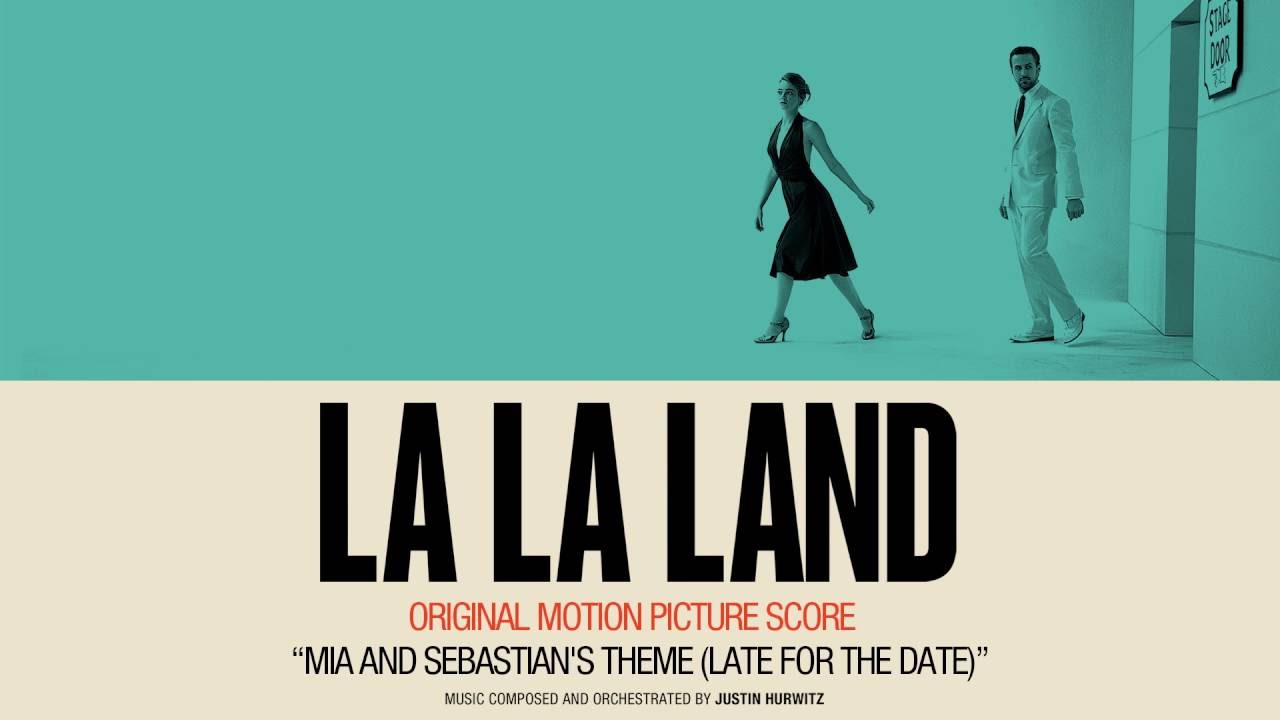 STAGE
DOOR
LA LA LAND
ORIGINAL MOTION PICTURE SCORE
“MIA AND SEBASTIAN'S THEME (LATE FOR THE DATE)”
MUSIC COMPOSED AND ORCHESTRATED BY JUSTIN HURWITZ